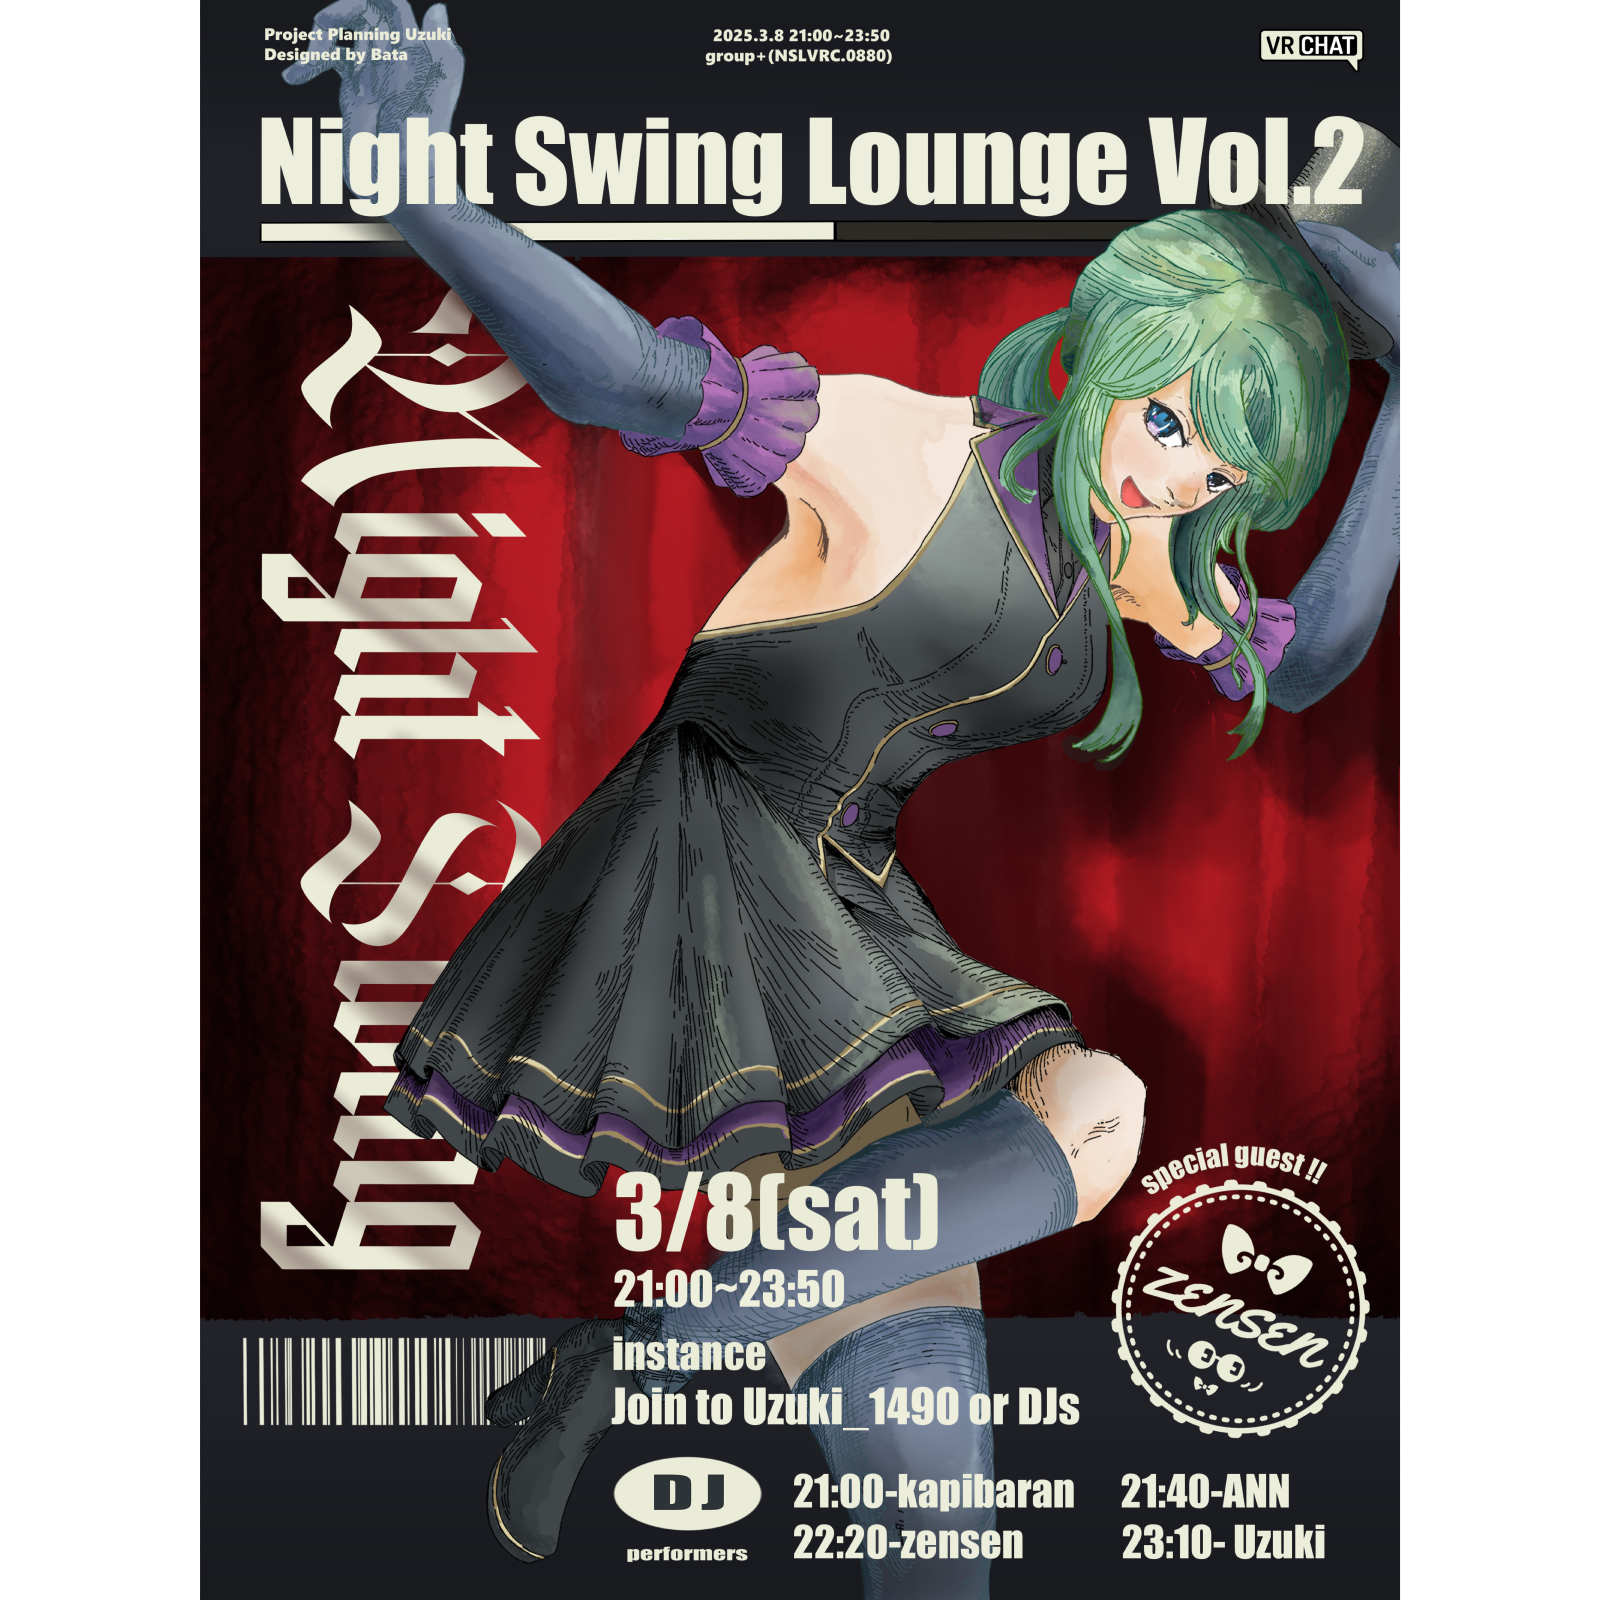 Project Planning Uzuki
Designed by Bata
2025.3.8 21:00~23:50
group+(NSLVRC.0880)
VR CHAT
Night Swing Lounge Vol.2
Night Swing
3/8(sat)
21:00~23:50
instance
Join to Uzuki_1490 or DJs
special guest !!
ZENSEN
DJ
performers
21:00-kapibaran
22:20-zensen
21:40-ANN
23:10- Uzuki